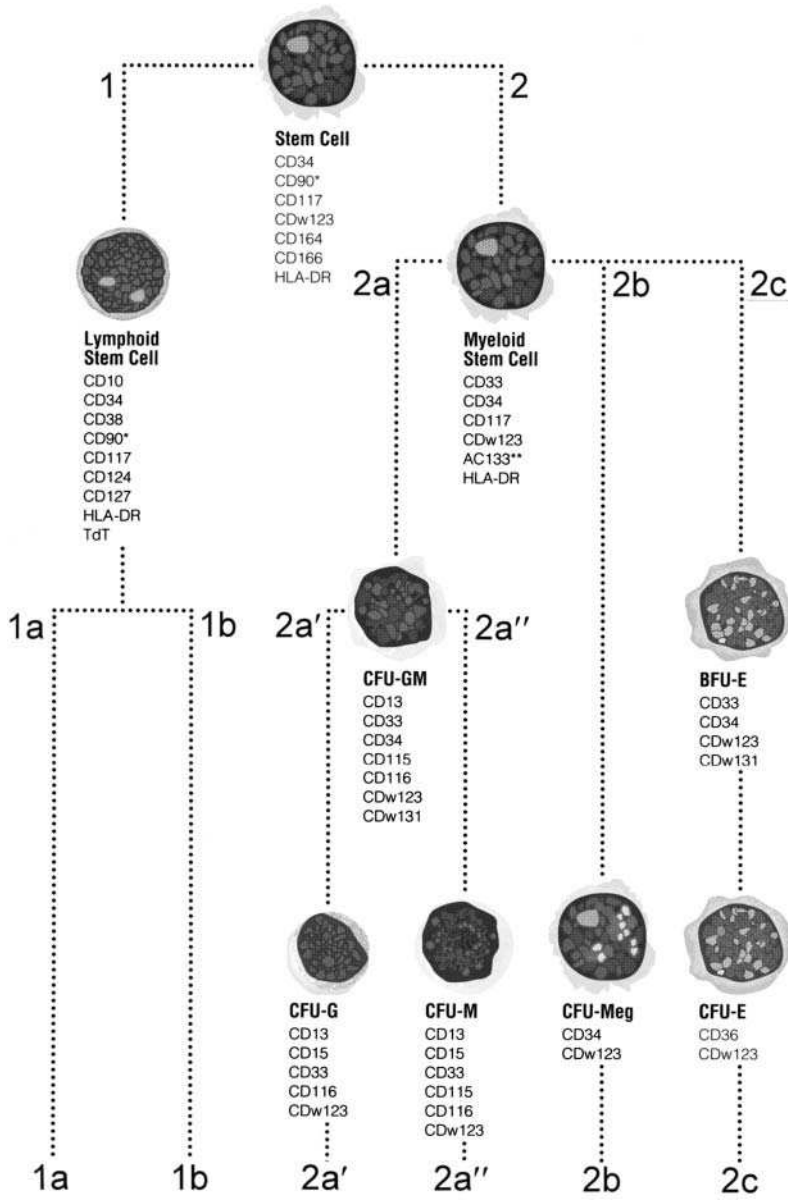 1
2
Stem Cell
CD34
CD90*
CD117
CDw123
CD164
CD166
HLA-DR
Lymphoid
Stem Cell
CD10
CD34
CD38
CD90*
CD117
CD124
CD127
HLA-DR
TdT
2a
2b
2c
Myeloid
Stem Cell
CD33
CD34
CD117
CDw123
AC133**
HLA-DR
1a
1b
2a'
2a''
CFU-GM
CD13
CD33
CD34
CD115
CD116
CDw123
CDw131
BFU-E
CD33
CD34
CDw123
CDw131
CFU-G
CD13
CD15
CD33
CD116
CDw123
CFU-M
CD13
CD15
CD33
CD115
CD116
CDw123
CFU-Meg
CD34
CDw123
CFU-E
CD36
CDw123
1a
1b
2a'
2a''
2b
2c